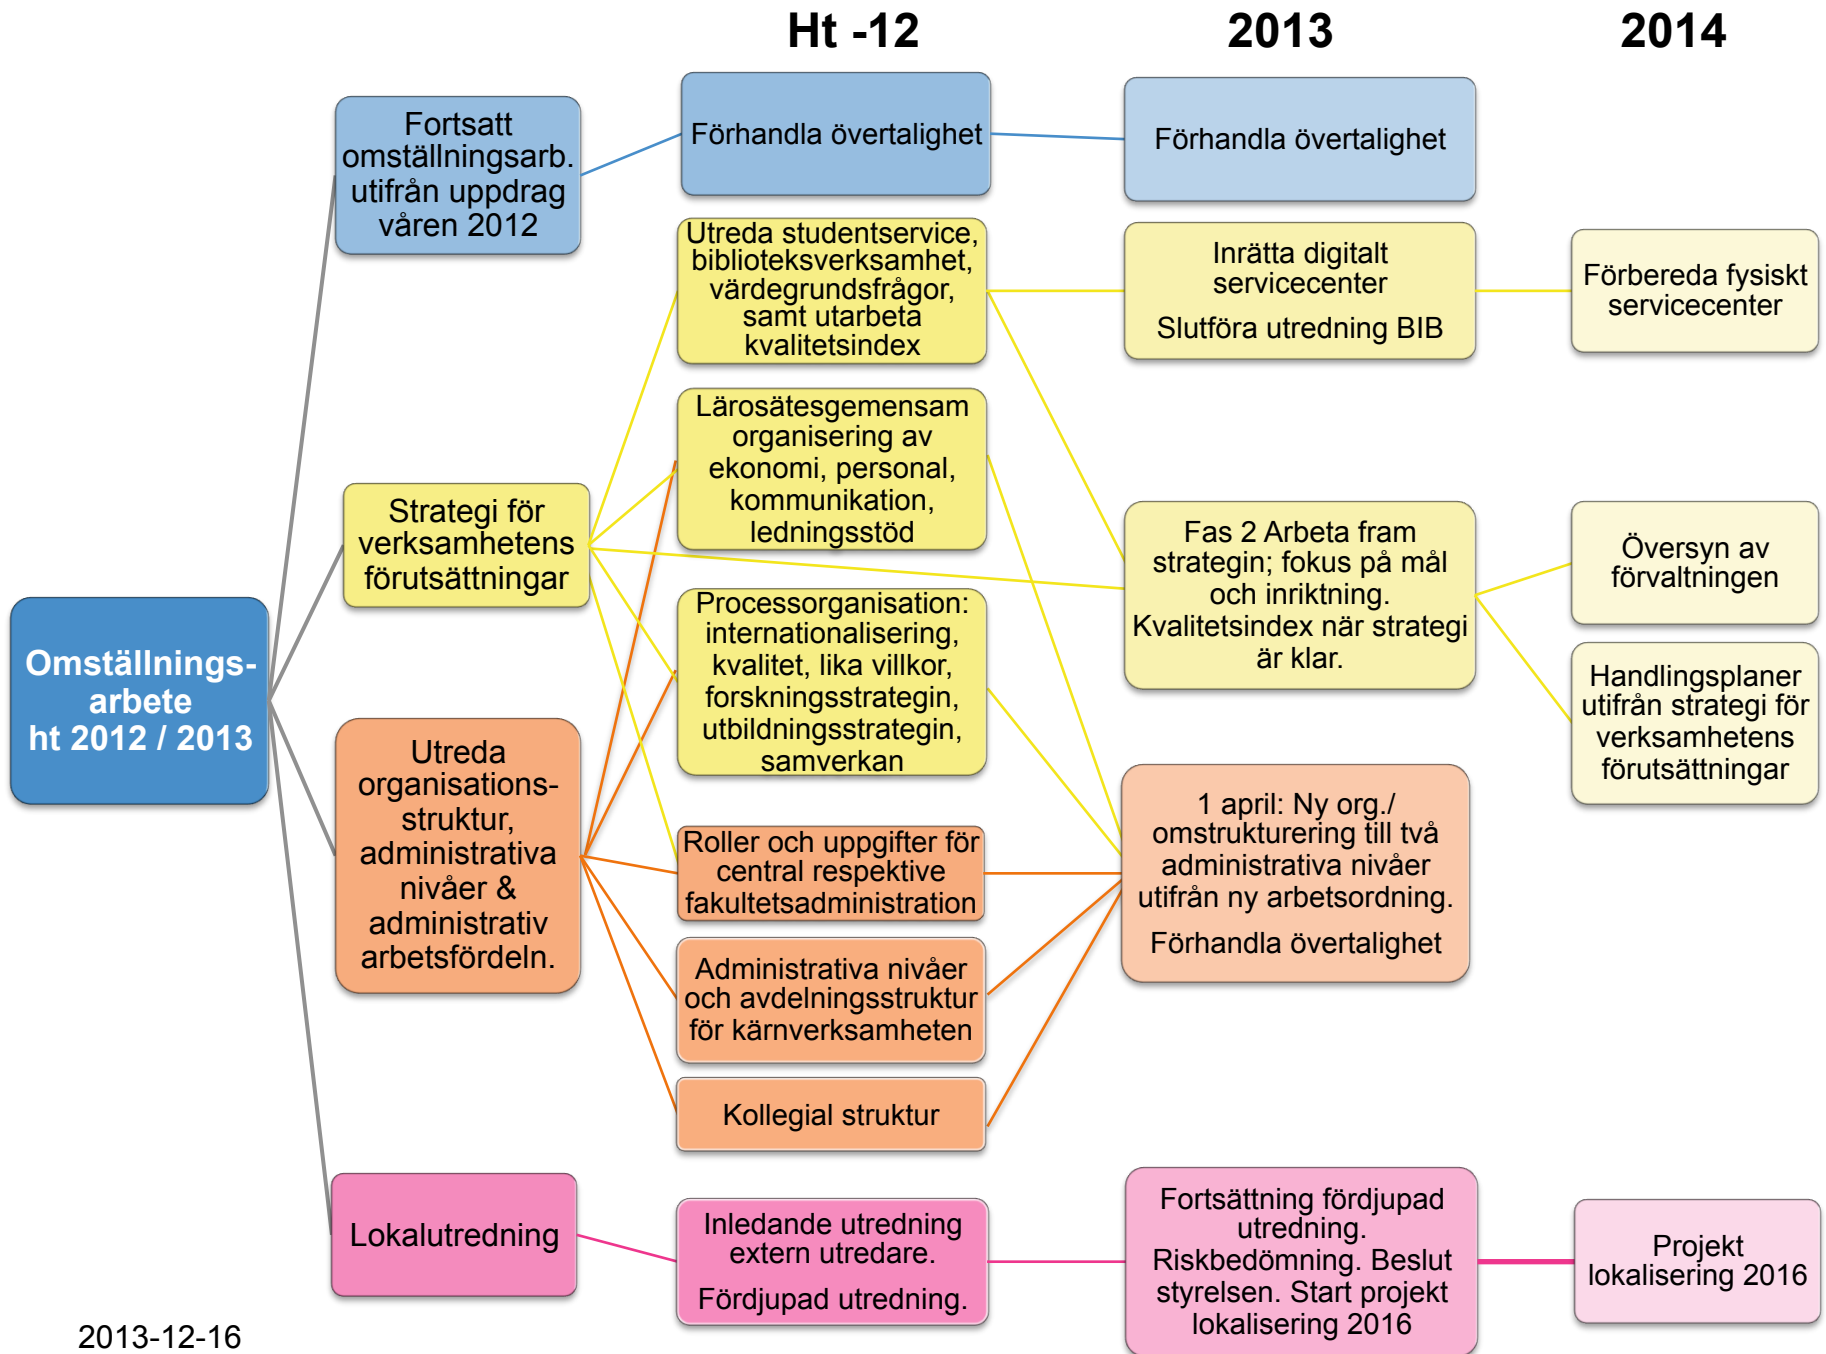 Ht -12
2013
2014
Omställnings-
arbete
ht 2012 / 2013
Fortsatt
omställningsarb.
utifrån uppdrag
våren 2012
Strategi för
verksamhetens
förutsättningar
Utreda
organisations-
struktur,
administrativa
nivåer &
administrativ
arbetsfördeln.
Lokalutredning
Förhandla övertalighet
Utreda studentservice,
biblioteksverksamhet,
värdegrundsfrågor,
samt utarbeta
kvalitetsindex
Lärosätesgemensam
organisering av
ekonomi, personal,
kommunikation,
ledningsstöd
Processorganisation:
internationalisering,
kvalitet, lika villkor,
forskningsstrategin,
utbildningsstrategin,
samverkan
Roller och uppgifter för
central respektive
fakultetsadministration
Administrativa nivåer
och avdelningsstruktur
för kärnverksamheten
Kollegial struktur
Inledande utredning
extern utredare.
Fördjupad utredning.
Förhandla övertalighet
Inrätta digitalt
servicecenter
Slutföra utredning BIB
Fas 2 Arbeta fram
strategin; fokus på mål
och inriktning.
Kvalitetsindex när strategi
är klar.
1 april: Ny org./
omstrukturering till två
administrativa nivåer
utifrån ny arbetsordning.
Förhandla övertalighet
Fortsättning fördjupad
utredning.
Riskbedömning. Beslut
styrelsen. Start projekt
lokalisering 2016
Förbereda fysiskt
servicecenter
Översyn av
förvaltningen
Handlingsplaner
utifrån strategi för
verksamhetens
förutsättningar
Projekt
lokalisering 2016
2013-12-16